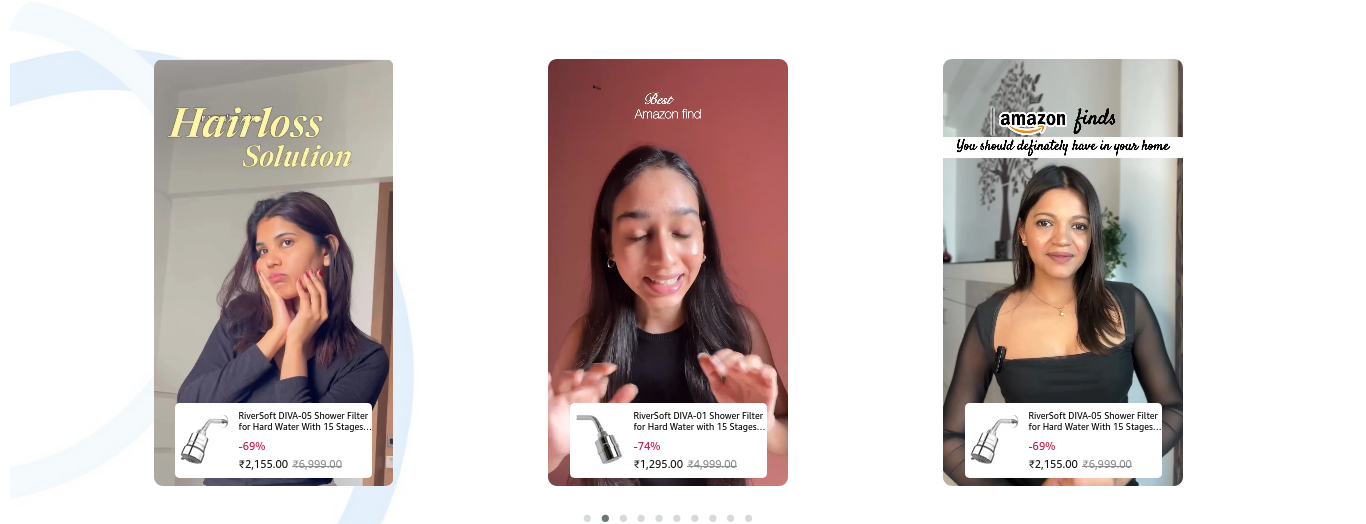 Hairloss
Solution
RiverSoft DIVA-05 Shower Filter
for Hard Water With 15 Stages...
-69%
₹2,155.00 ₹6,999.00
Best
Amazon find
RiverSoft DIVA-01 Shower Filter
for Hard Water with 15 Stages...
-74%
₹1,295.00 ₹4,999.00
amazon finds
You should definately have in your home
RiverSoft DIVA-05 Shower Filter
for Hard Water With 15 Stages...
-69%
₹2,155.00 ₹6,999.00